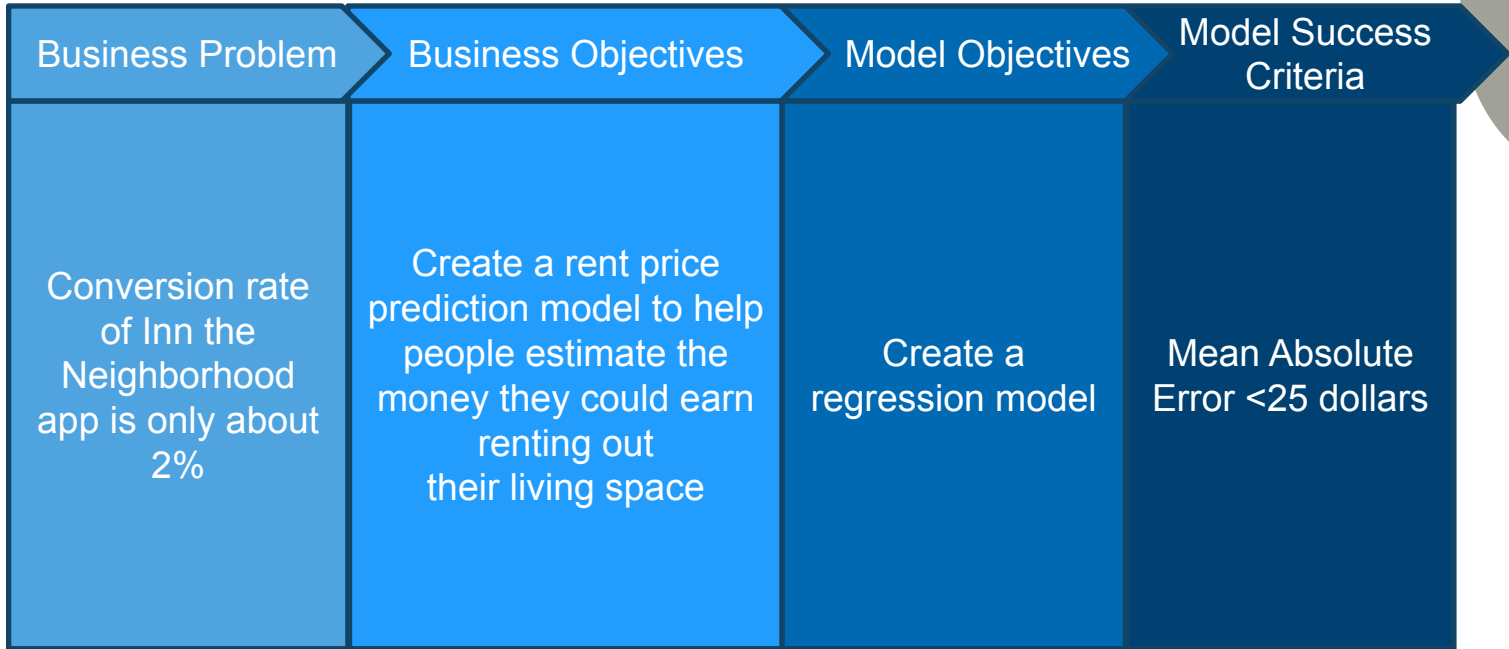 Business Problem
Business Objectives
Model Objectives
Model Success
Criteria
Conversion rate
of Inn the
Neighborhood
app is only about
2%
Create a rent price
prediction model to help
people estimate the
money they could earn
renting out
their living space
Create a
regression model
Mean Absolute
Error <25 dollars